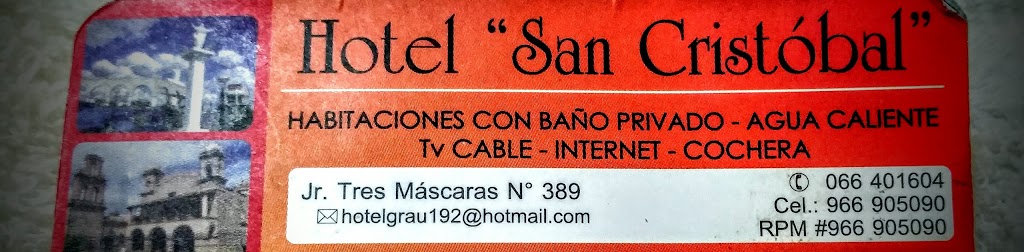 Hotel “San Cristóbal”
HABITACIONES CON BAÑO PRIVADO - AGUA CALIENTE
Tv CABLE - INTERNET - COCHERA
Jr. Tres Máscaras N° 389
hotelgrau192@hotmail.com
066 401604
Cel.: 966 905090
RPM #966 905090